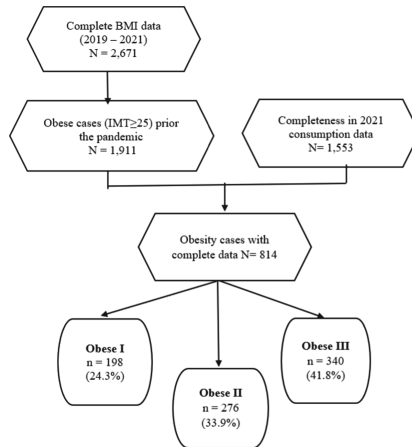 Complete BMI data
(2019 – 2021)
N = 2,671
Obese cases (IMT≥25) prior
the pandemic
N = 1,911
Completeness in 2021
consumption data
N= 1,553
Obesity cases with
complete data N= 814
Obese I
n = 198
(24.3%)
Obese II
n = 276
(33.9%)
Obese III
n = 340
(41.8%)